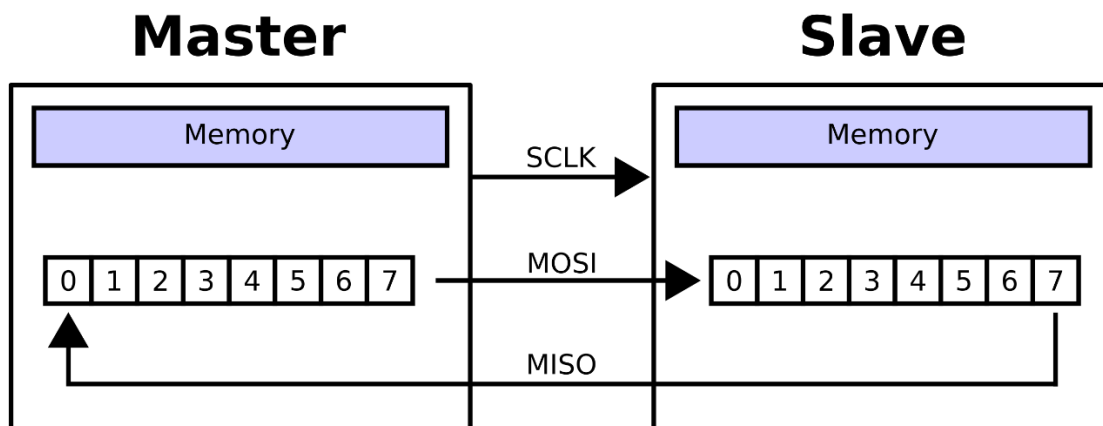 Master
Slave
Memory
Memory
SCLK
MOSI
0 1 2 3 4 5 6 7
0 1 2 3 4 5 6 7
MISO